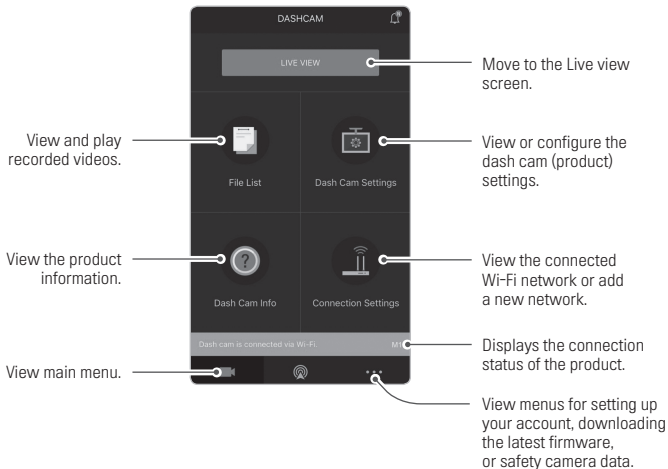 DASHCAM
LIVE VIEW
Move to the Live view
screen.
View and play
recorded videos.
File List
Dash Cam Settings
View or configure the
dash cam (product)
settings.
View the product
information.
Dash Cam Info
Connection Settings
View the connected
Wi-Fi network or add
a new network.
Dash cam is connected via Wi-Fi.
Displays the connection
status of the product.
View main menu.
View menus for setting up
your account, downloading
the latest firmware,
or safety camera data.